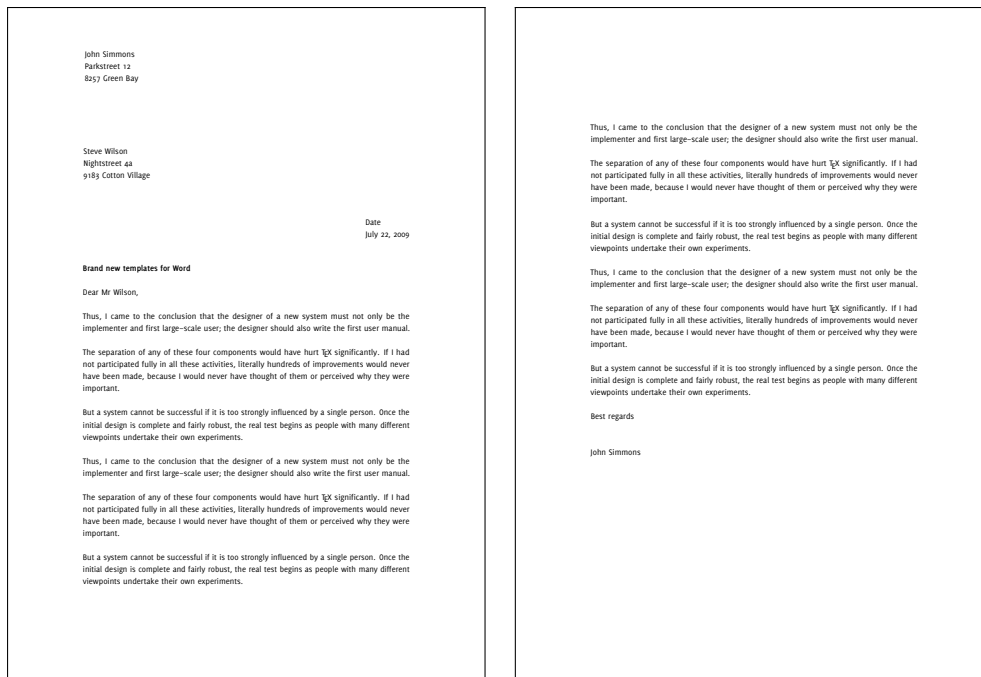 John Simmons
Parkstreet 12
8257 Green Bay
Steve Wilson
Nightstreet 4a
9183 Cotton Village
Date
July 22, 2009
Brand new templates for Word
Dear Mr Wilson,
Thus, I came to the conclusion that the designer of a new system must not only be the
implementer and first large-scale user; the designer should also write the first user manual.
The separation of any of these four components would have hurt TEX significantly. If I had
not participated fully in all these activities, literally hundreds of improvements would never
have been made, because I would never have thought of them or perceived why they were
important.
But a system cannot be successful if it is too strongly influenced by a single person. Once the
initial design is complete and fairly robust, the real test begins as people with many different
viewpoints undertake their own experiments.
Thus, I came to the conclusion that the designer of a new system must not only be the
implementer and first large-scale user; the designer should also write the first user manual.
The separation of any of these four components would have hurt TEX significantly. If I had
not participated fully in all these activities, literally hundreds of improvements would never
have been made, because I would never have thought of them or perceived why they were
important.
But a system cannot be successful if it is too strongly influenced by a single person. Once the
initial design is complete and fairly robust, the real test begins as people with many different
viewpoints undertake their own experiments.
Thus, I came to the conclusion that the designer of a new system must not only be the
implementer and first large-scale user; the designer should also write the first user manual.
The separation of any of these four components would have hurt TEX significantly. If I had
not participated fully in all these activities, literally hundreds of improvements would never
have been made, because I would never have thought of them or perceived why they were
important.
But a system cannot be successful if it is too strongly influenced by a single person. Once the
initial design is complete and fairly robust, the real test begins as people with many different
viewpoints undertake their own experiments.
Thus, I came to the conclusion that the designer of a new system must not only be the
implementer and first large-scale user; the designer should also write the first user manual.
The separation of any of these four components would have hurt TEX significantly. If I had
not participated fully in all these activities, literally hundreds of improvements would never
have been made, because I would never have thought of them or perceived why they were
important.
But a system cannot be successful if it is too strongly influenced by a single person. Once the
initial design is complete and fairly robust, the real test begins as people with many different
viewpoints undertake their own experiments.
Best regards
John Simmons